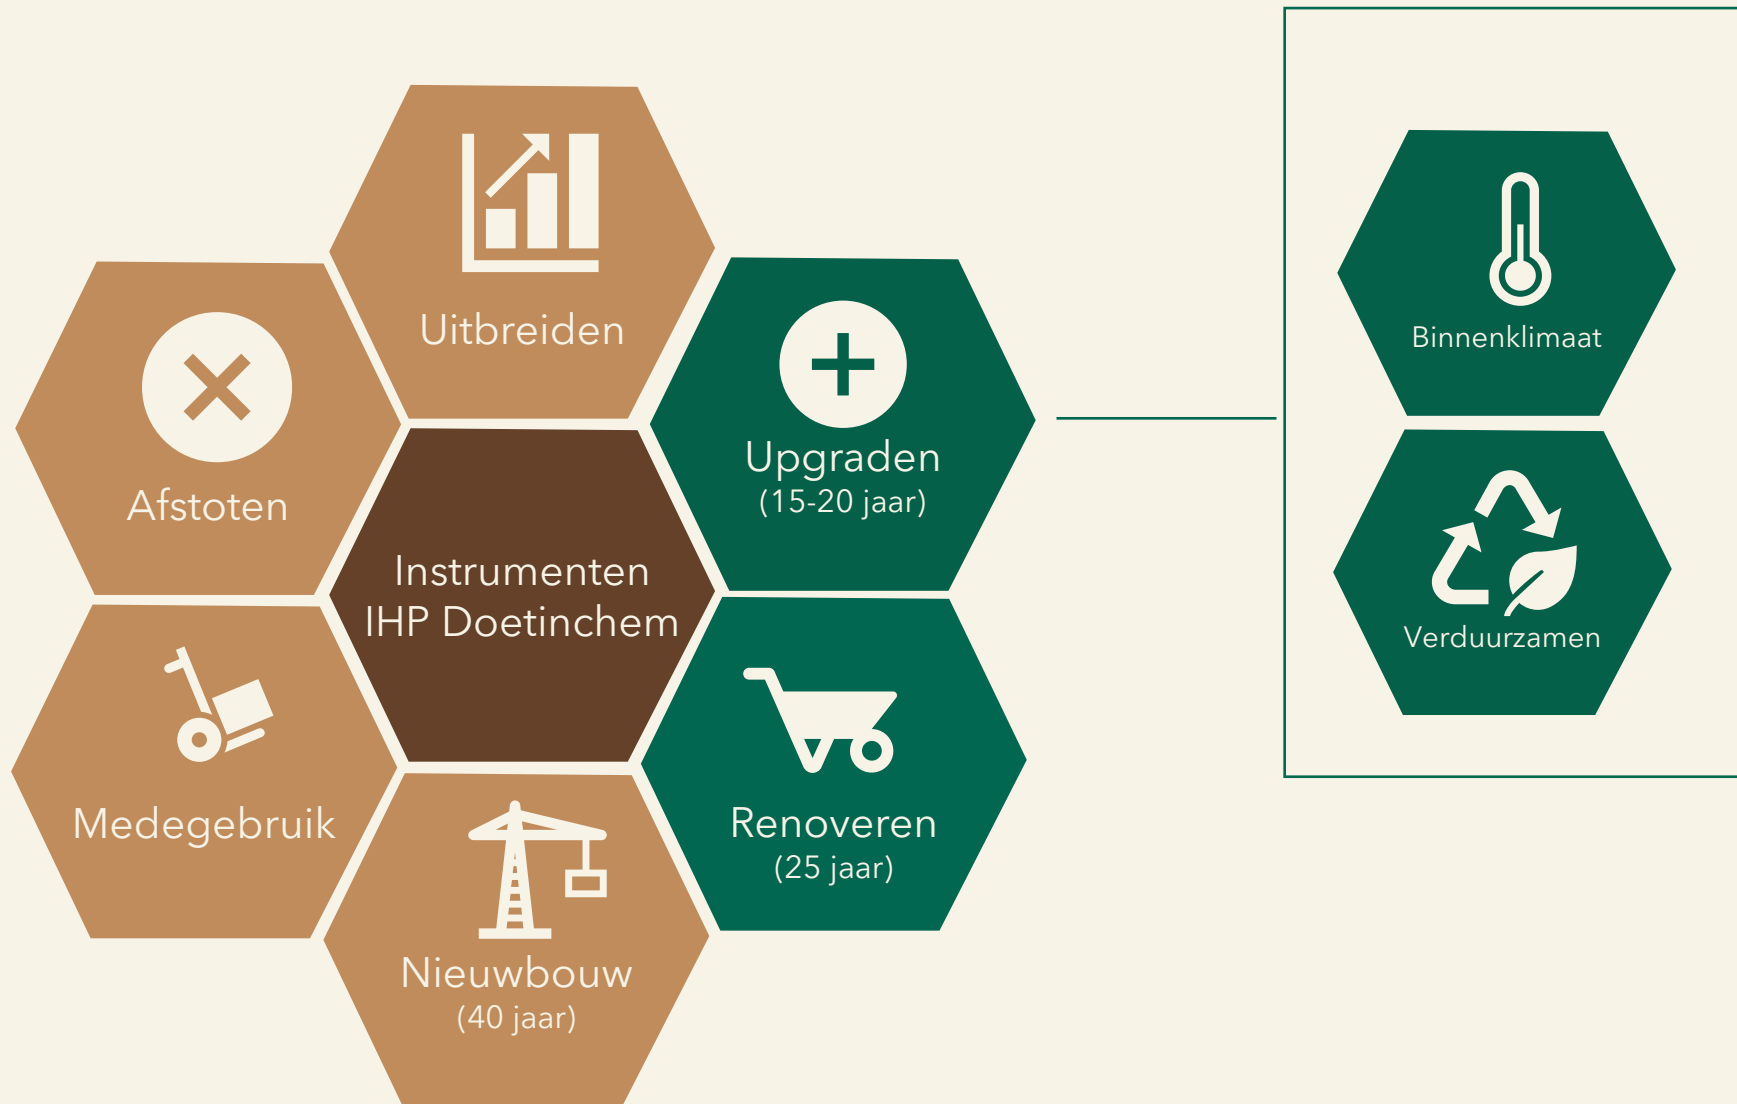 Uitbreiden
Afstoten
Upgraden
(15-20 jaar)
Instrumenten
IHP Doetinchem
Medegebruik
Renoveren
(25 jaar)
Nieuwbouw
(40 jaar)
Binnenklimaat
Verduurzamen